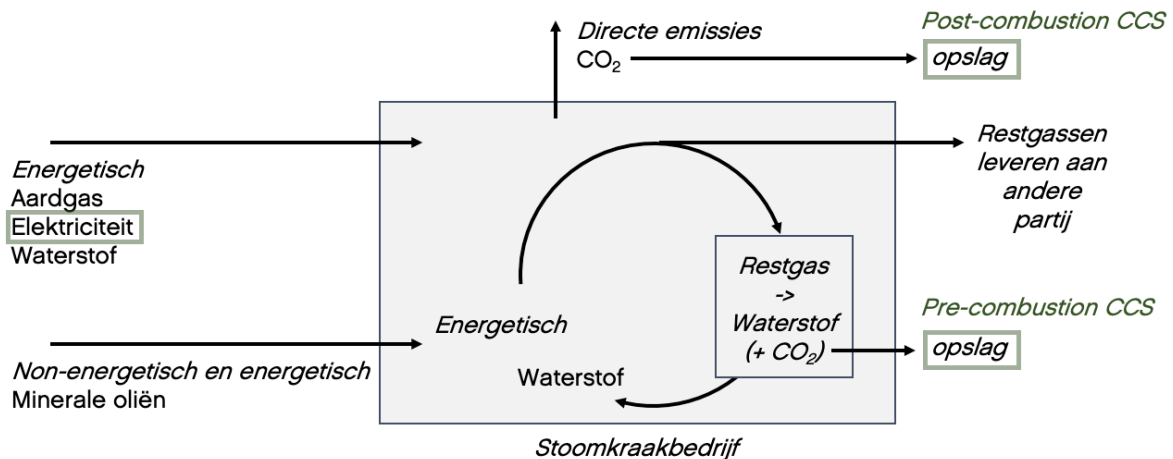 Post-combustion CCS
Directe emissies
CO₂
opslag
Energetisch
Aardgas
Elektriciteit
Waterstof
Restgassen
leveren aan
andere
partij
Restgas
->
Waterstof
(+ CO₂)
Energetisch
Pre-combustion CCS
opslag
Non-energetisch en energetisch
Minerale oliën
Waterstof
Stoomkraakbedrijf